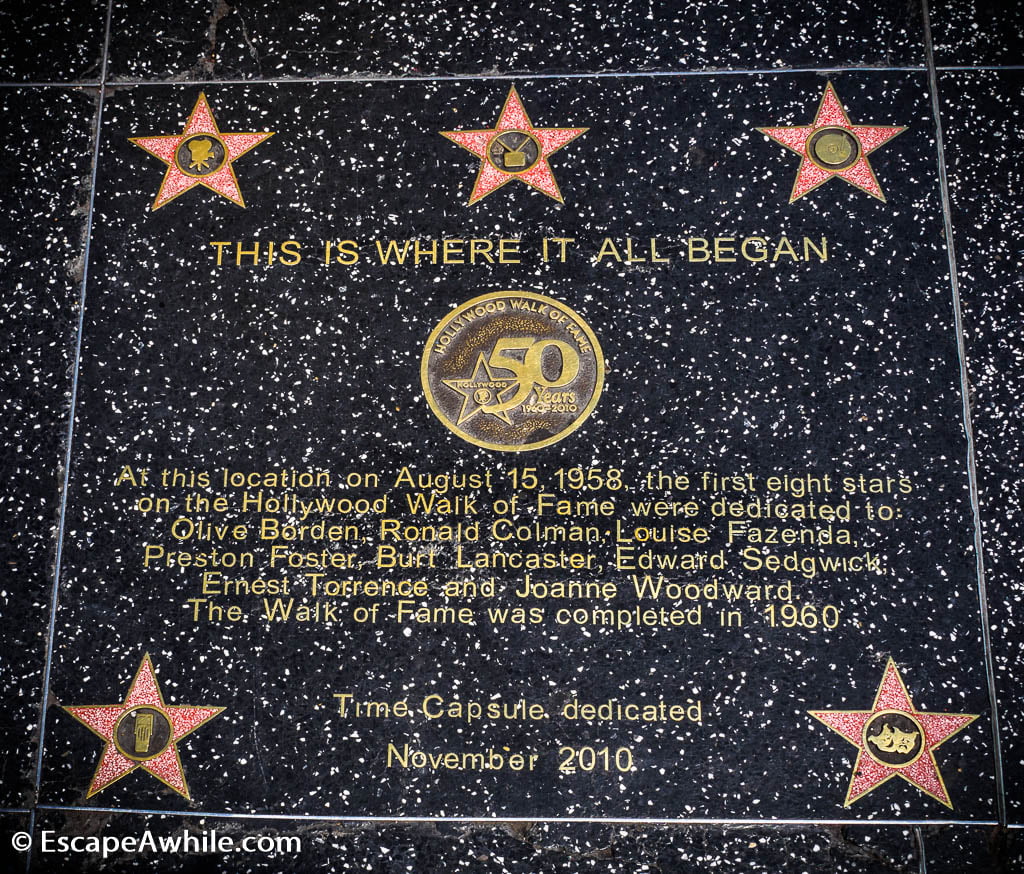 THIS IS WHERE IT ALL BEGAN
HOLLYWOOD WALK OF FAME
HOLLYWOOD
50
Years
1960-2010
At this location on August 15 1958, the first eight stars
on the Hollywood Walk of Fame were dedicated to:
Olive Borden, Ronald Colman, Louise Fazenda,
Preston Foster, Burt Lancaster, Edward Sedgwick,
Ernest Torrence and Joanne Woodward.
The Walk of Fame was completed in 1960
Time Capsule dedicated
November 2010
© EscapeAwhile.com